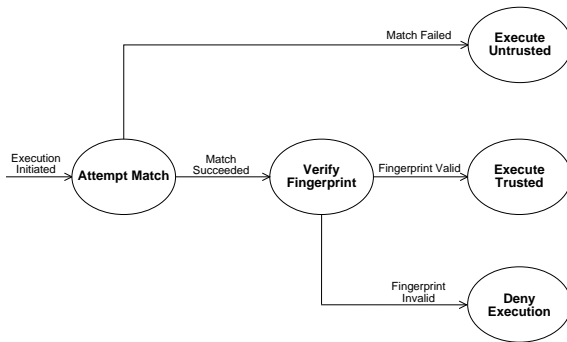 Match Failed
Execute
Untrusted
Execution
Initiated
Attempt Match
Match
Succeeded
Verify
Fingerprint
Fingerprint Valid
Execute
Trusted
Fingerprint
Invalid
Deny
Execution